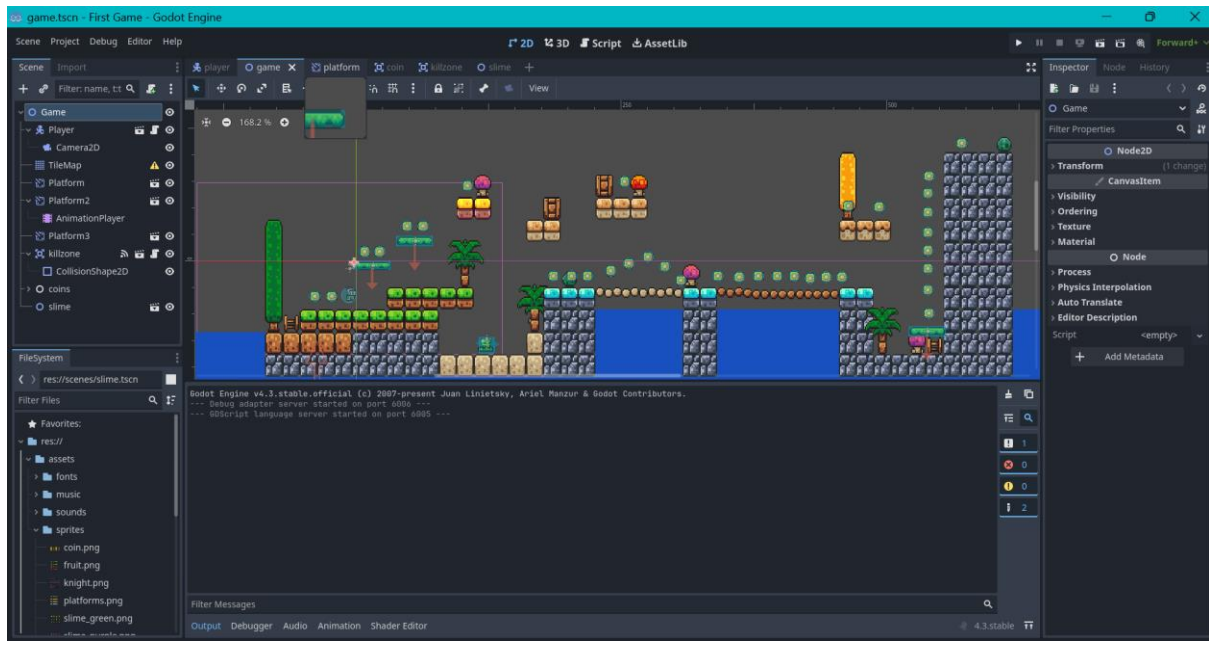 game.tscn - First Game - Godot Engine
Scene Project Debug Editor Help
2D 3D Script AssetLib
Forward+
Scene Import
player game platform coin killzone slime
Inspector Node History
Filter: name, t:t
View
Game
Player
Camera2D
TileMap
Platform
Platform2
AnimationPlayer
Platform3
killzone
CollisionShape2D
coins
slime
168.2 %
250
500
Game
Filter Properties
Node2D
Transform (1 change)
CanvasItem
Visibility
Ordering
Texture
Material
Node
Process
Physics Interpolation
Auto Translate
Editor Description
Script <empty>
Add Metadata
FileSystem
res://scenes/slime.tscn
Filter Files
Favorites:
res://
assets
fonts
music
sounds
sprites
coin.png
fruit.png
knight.png
platforms.png
slime_green.png
Godot Engine v4.3.stable.official (c) 2007-present Juan Linietsky, Ariel Manzur & Godot Contributors.
--- Debug adapter server started on port 6006 ---
--- GDScript language server started on port 6005 ---
1
0
0
2
Filter Messages
Output Debugger Audio Animation Shader Editor
4.3.stable